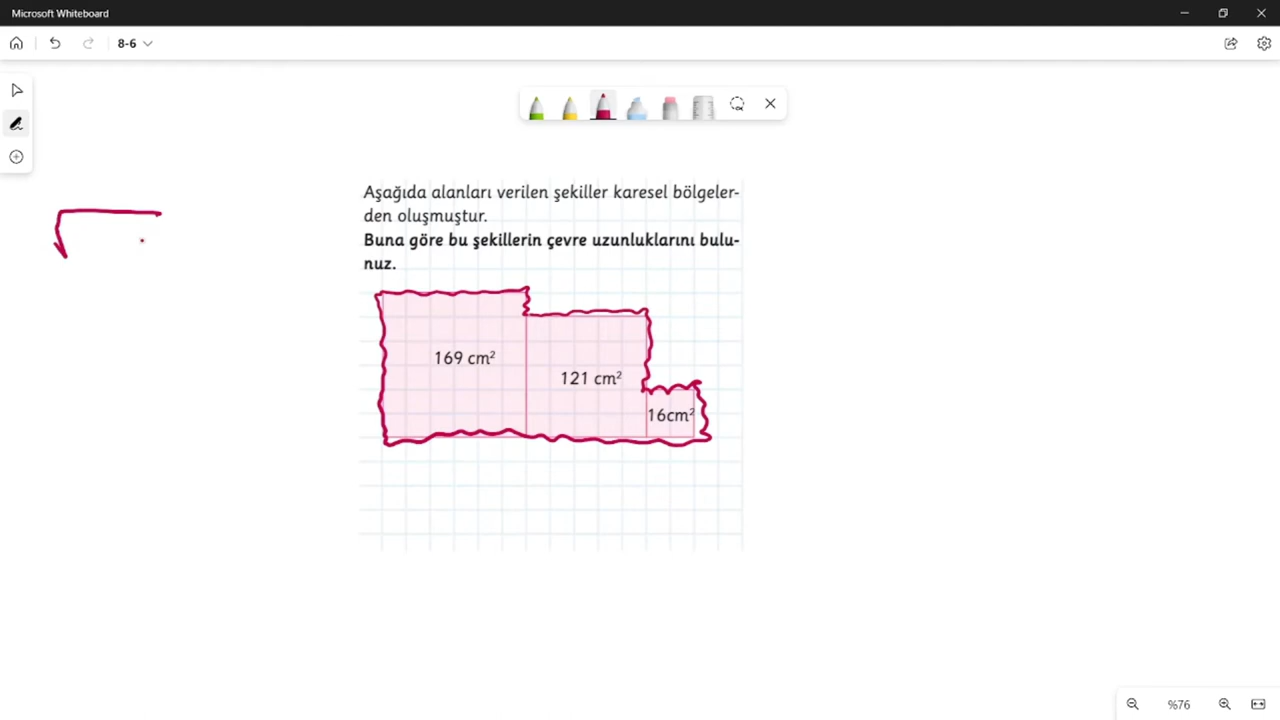 Microsoft Whiteboard
8-6
Aşağıda alanları verilen şekiller karesel bölgeler-
den oluşmuştur.
Buna göre bu şekillerin çevre uzunluklarını bulu-
nuz.
169 cm²
121 cm²
16cm²
%76